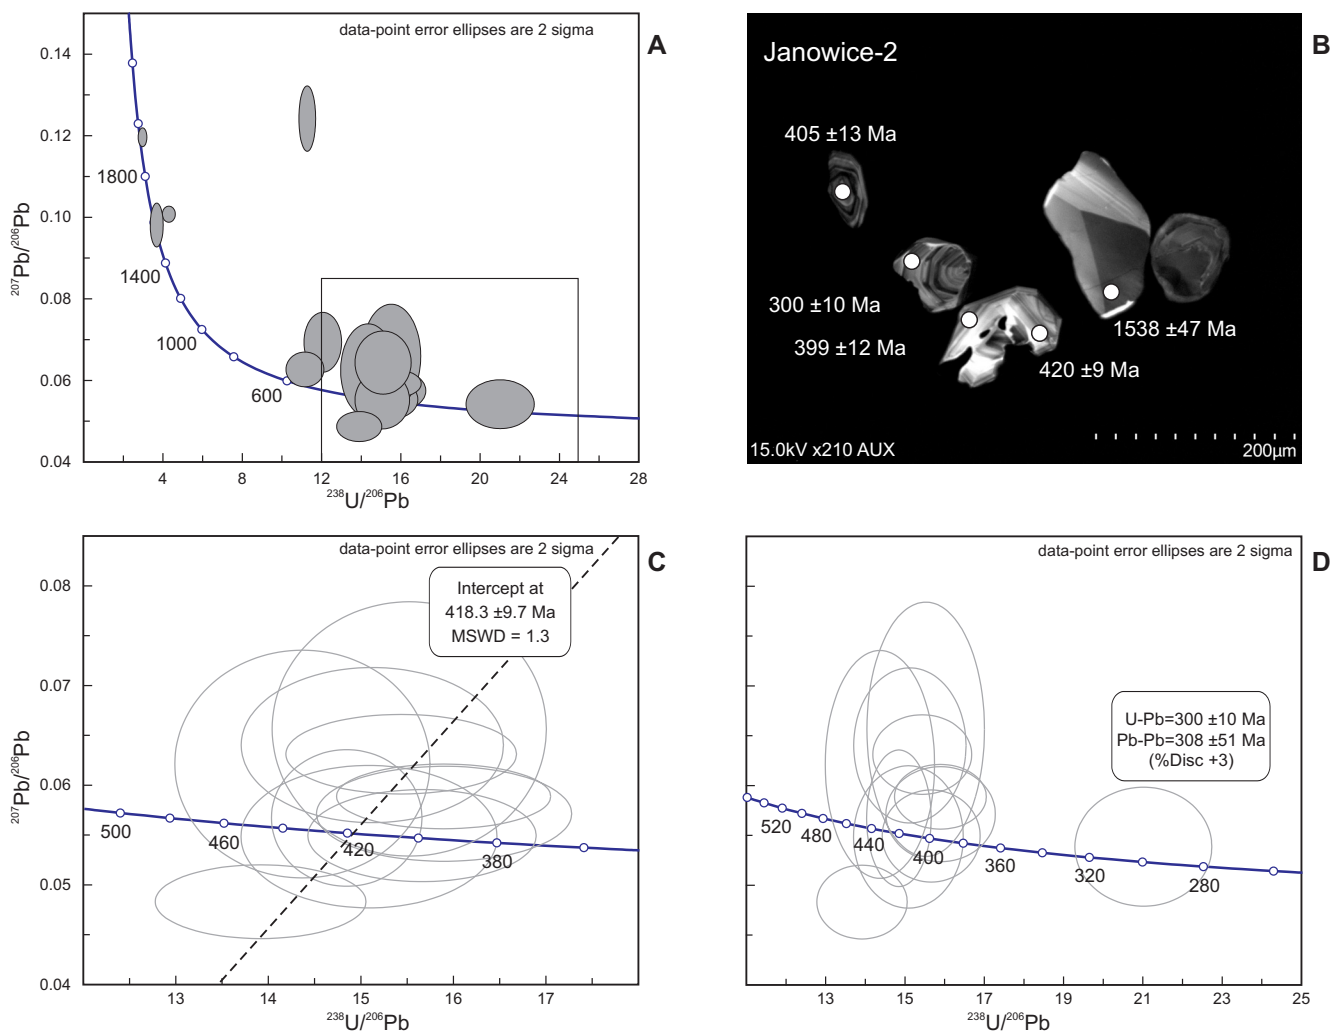 data-point error ellipses are 2 sigma
A
0.14
0.12
0.10
0.08
0.06
0.04
207Pb/206Pb
1800
1400
1000
600
4
8
12
16
20
24
28
238U/206Pb
B
Janowice-2
405 ±13 Ma
300 ±10 Ma
399 ±12 Ma
1538 ±47 Ma
420 ±9 Ma
15.0kV x210 AUX
200µm
data-point error ellipses are 2 sigma
C
Intercept at
418.3 ±9.7 Ma
MSWD = 1.3
0.08
0.07
0.06
0.05
0.04
207Pb/206Pb
500
460
420
380
13
14
15
16
17
238U/206Pb
data-point error ellipses are 2 sigma
D
U-Pb=300 ±10 Ma
Pb-Pb=308 ±51 Ma
(%Disc +3)
520
480
440
400
360
320
280
13
15
17
19
21
23
25
238U/206Pb